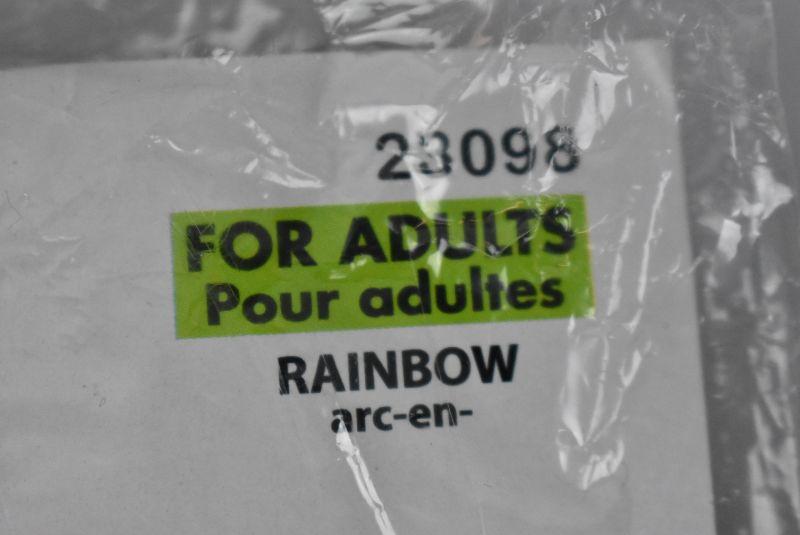 23098
FOR ADULTS
Pour adultes
RAINBOW
arc-en-